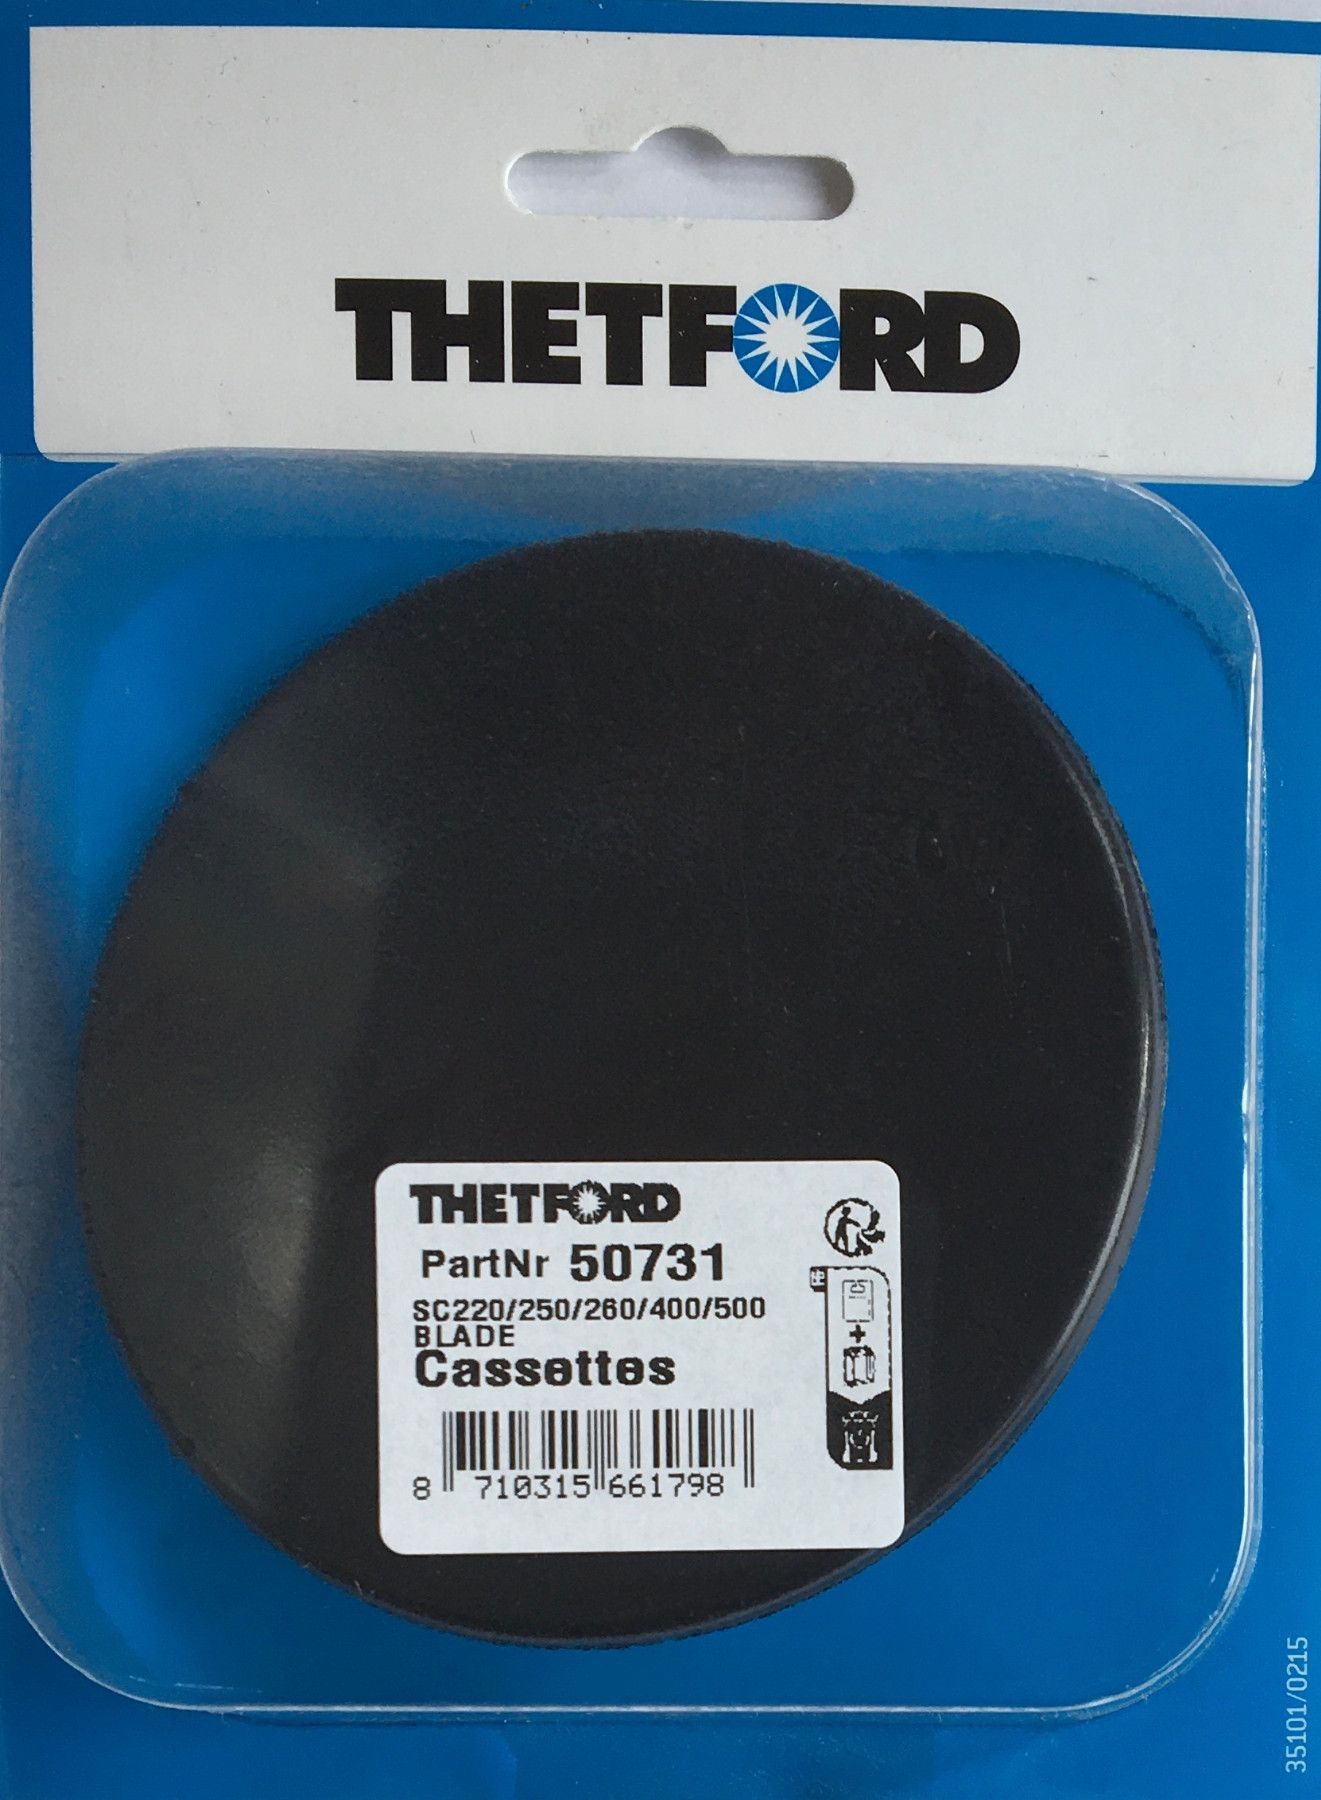 THETFORD
THETFORD
PartNr 50731
SC220/250/260/400/500
BLADE
Cassettes
8 710315 661798
35101/0215